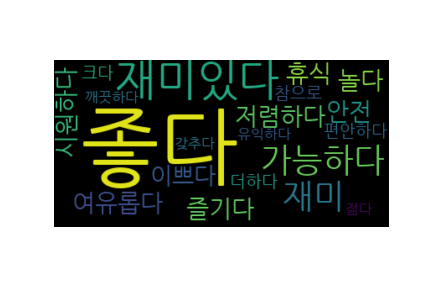 크다 재미있다 휴식 놀다
깨끗하다 참으로
시원하다 좋다 저렴하다 안전
갖추다 유익하다 편안하다
이쁘다 가능하다
여유롭다 더하다 재미
즐기다 젊다